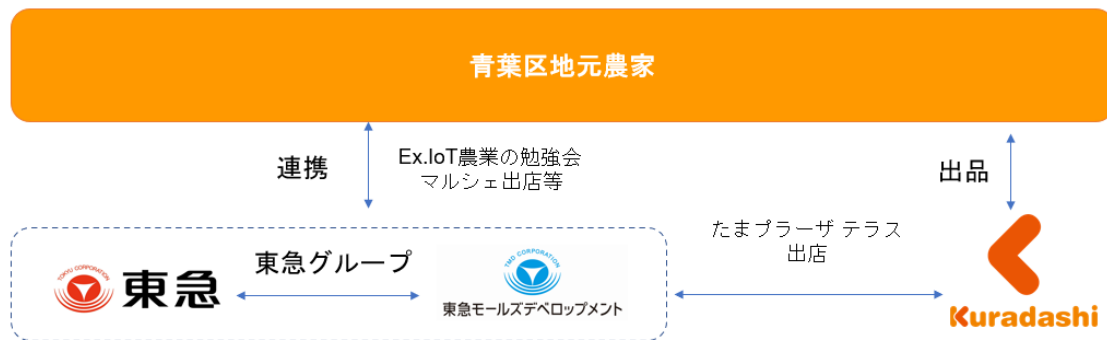 青葉区地元農家
連携
Ex.IoT農業の勉強会
マルシェ出店等
出品
たまプラーザ テラス
出店
東急グループ
TOKYU CORPORATION
東急
TMD CORPORATION
東急モールズデベロップメント
Kuradashi